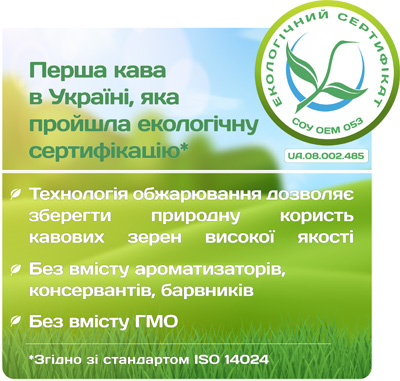 ЕКОЛОГІЧНИЙ СЕРТИФІКАТ
СОУ ОЕМ 053
UA.08.002.485
Перша кава
в Україні, яка
пройшла екологічну
сертифікацію*
Технологія обжарювання дозволяє
зберегти природну користь
кавових зерен високої якості
Без вмісту ароматизаторів,
консервантів, барвників
Без вмісту ГМО
*Згідно зі стандартом ISO 14024